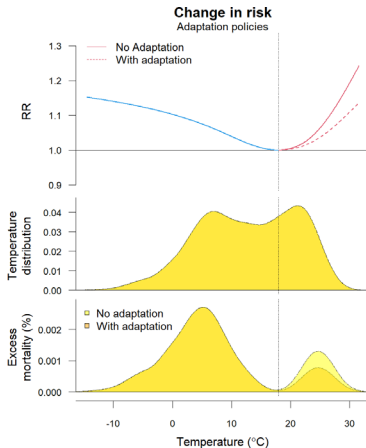 Change in risk
Adaptation policies
1.3
1.2
1.1
1.0
0.9
RR
No Adaptation
With adaptation
0.04
0.03
0.02
0.01
0.00
Temperature
distribution
0.002
0.001
0.000
Excess
mortality (%)
No adaptation
With adaptation
-10 0 10 20 30
Temperature (°C)